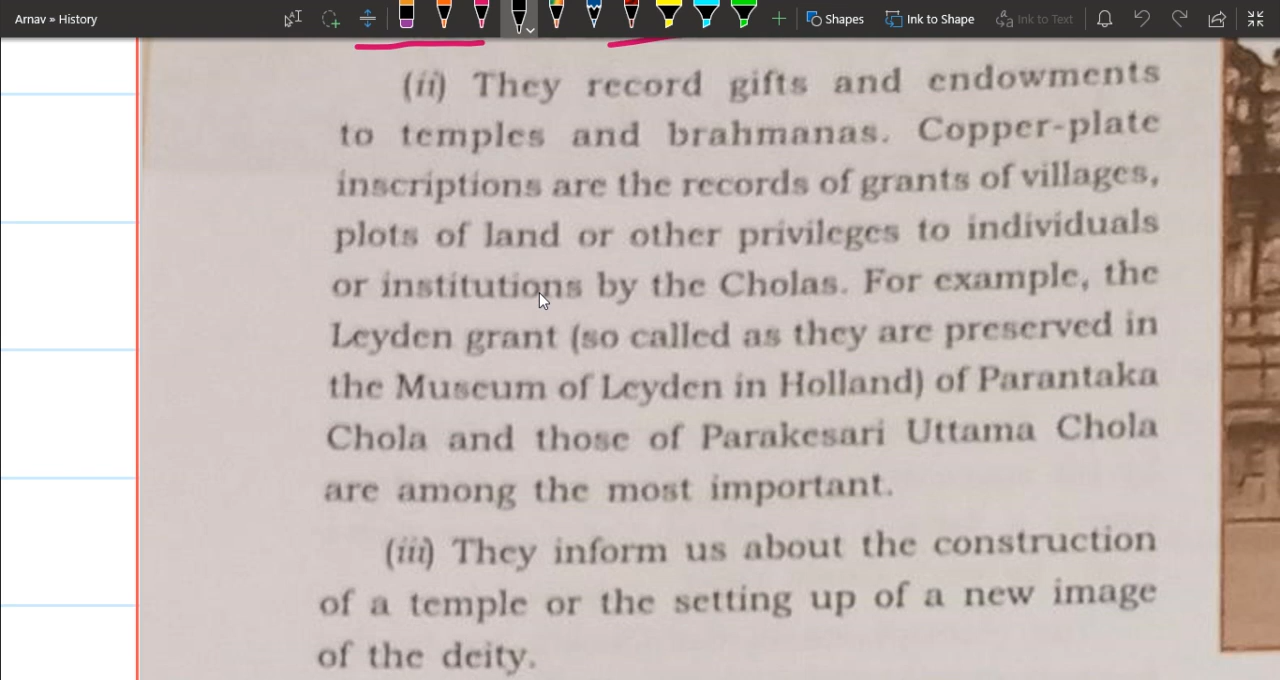 Arnav » History
Shapes
Ink to Shape
Ink to Text
(ii) They record gifts and endowments
to temples and brahmanas. Copper-plate
inscriptions are the records of grants of villages,
plots of land or other privileges to individuals
or institutions by the Cholas. For example, the
Leyden grant (so called as they are preserved in
the Museum of Leyden in Holland) of Parantaka
Chola and those of Parakesari Uttama Chola
are among the most important.
(iii) They inform us about the construction
of a temple or the setting up of a new image
of the deity.